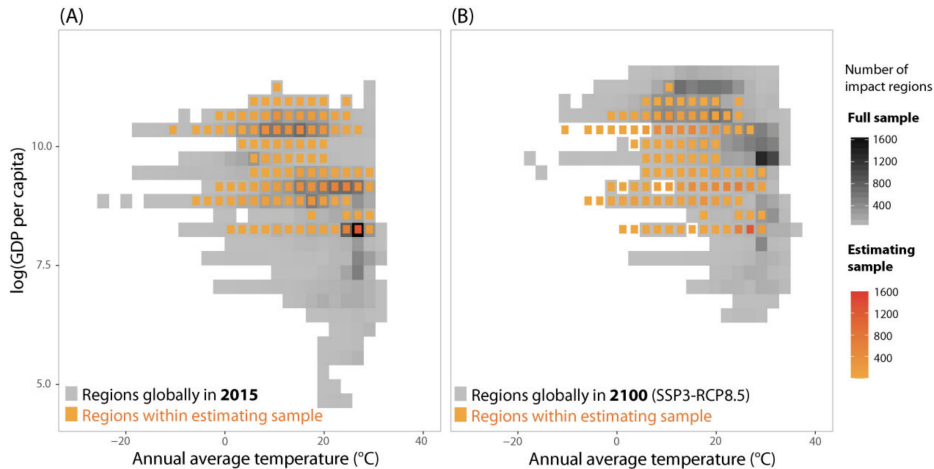 (A)
(B)
log(GDP per capita)
10.0
7.5
5.0
Regions globally in 2015
Regions within estimating sample
−20
0
20
40
Annual average temperature (°C)
Regions globally in 2100 (SSP3-RCP8.5)
Regions within estimating sample
−20
0
20
40
Annual average temperature (°C)
Number of
impact regions
Full sample
1600
1200
800
400
Estimating
sample
1600
1200
800
400